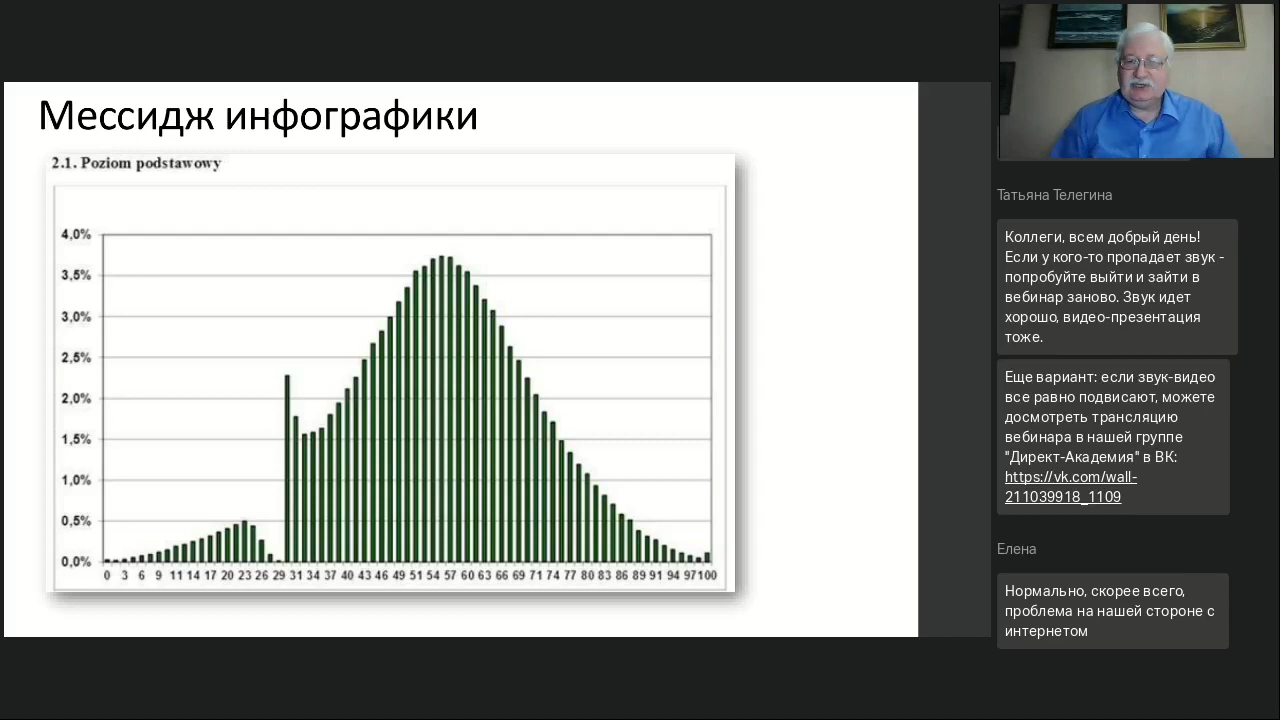 Мессидж инфографики
2.1. Poziom podstawowy
4,0%
3,5%
3,0%
2,5%
2,0%
1,5%
1,0%
0,5%
0,0%
0 3 6 9 11 14 17 20 23 26 29 31 34 37 40 43 46 49 51 54 57 60 63 66 69 71 74 77 80 83 86 89 91 94 97 100
Татьяна Телегина
Коллеги, всем добрый день!
Если у кого-то пропадает звук -
попробуйте выйти и зайти в
вебинар заново. Звук идет
хорошо, видео-презентация
тоже.
Еще вариант: если звук-видео
все равно подвисают, можете
досмотреть трансляцию
вебинара в нашей группе
"Директ-Академия" в ВК:
https://vk.com/wall-
211039918_1109
Елена
Нормально, скорее всего,
проблема на нашей стороне с
интернетом